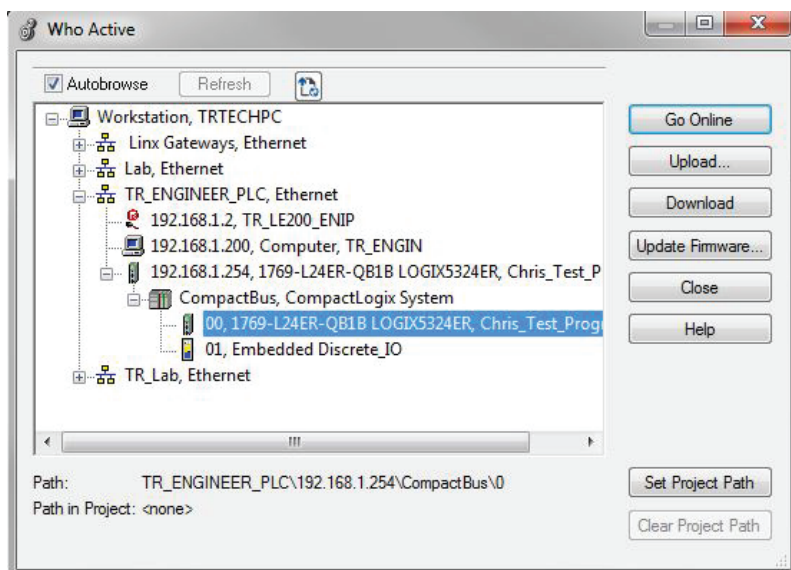 Who Active
Autobrowse
Refresh
Workstation, TRTECHPC
Linx Gateways, Ethernet
Lab, Ethernet
TR_ENGINEER_PLC, Ethernet
192.168.1.2, TR_LE200_ENIP
192.168.1.200, Computer, TR_ENGIN
192.168.1.254, 1769-L24ER-QB1B LOGIX5324ER, Chris_Test_P
CompactBus, CompactLogix System
00, 1769-L24ER-QB1B LOGIX5324ER, Chris_Test_Prog
01, Embedded Discrete_IO
TR_Lab, Ethernet
Go Online
Upload...
Download
Update Firmware...
Close
Help
Path: TR_ENGINEER_PLC\192.168.1.254\CompactBus\0
Path in Project: <none>
Set Project Path
Clear Project Path